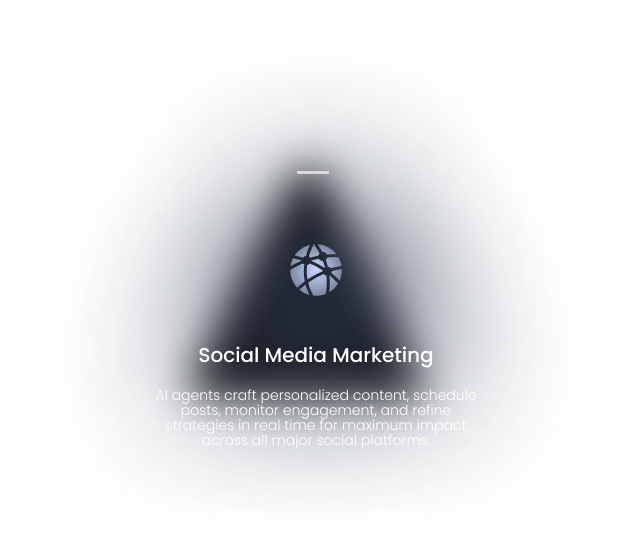 Social Media Marketing
AI agents craft personalized content, schedule
posts, monitor engagement, and refine
strategies in real time for maximum impact
across all major social platforms.